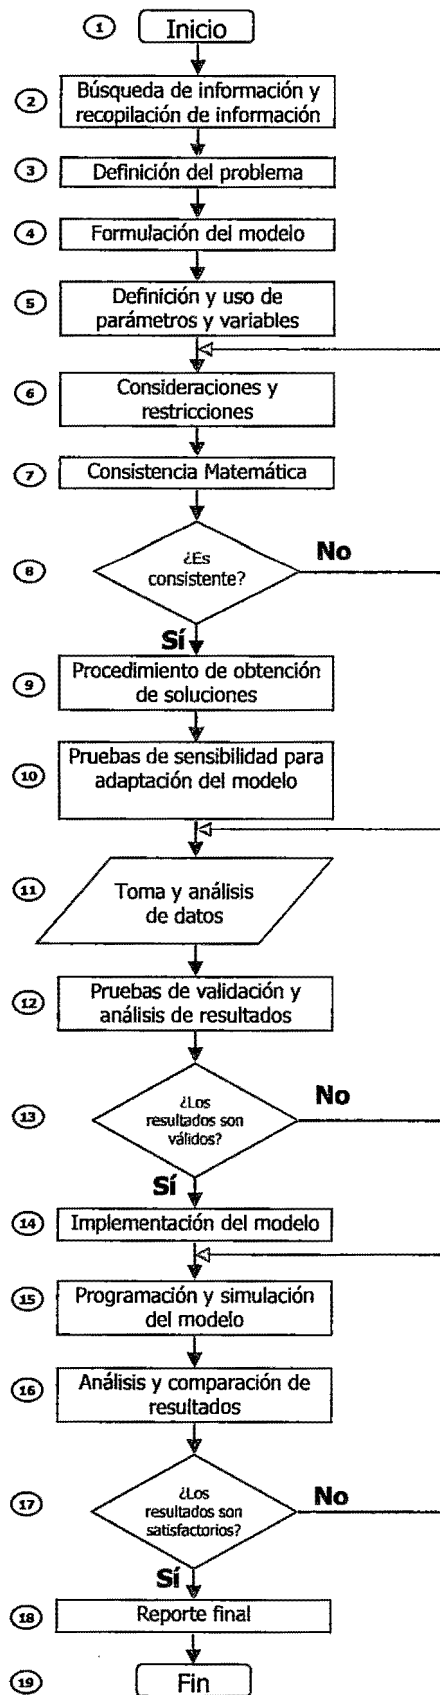 1 Inicio
2 Búsqueda de información y
recopilación de información
3 Definición del problema
4 Formulación del modelo
5 Definición y uso de
parámetros y variables
6 Consideraciones y
restricciones
7 Consistencia Matemática
8 ¿Es
consistente?
No
Sí
9 Procedimiento de obtención
de soluciones
10 Pruebas de sensibilidad para
adaptación del modelo
11 Toma y análisis
de datos
12 Pruebas de validación y
análisis de resultados
13 ¿Los
resultados son
válidos?
No
Sí
14 Implementación del modelo
15 Programación y simulación
del modelo
16 Análisis y comparación de
resultados
17 ¿Los
resultados son
satisfactorios?
No
Sí
18 Reporte final
19 Fin